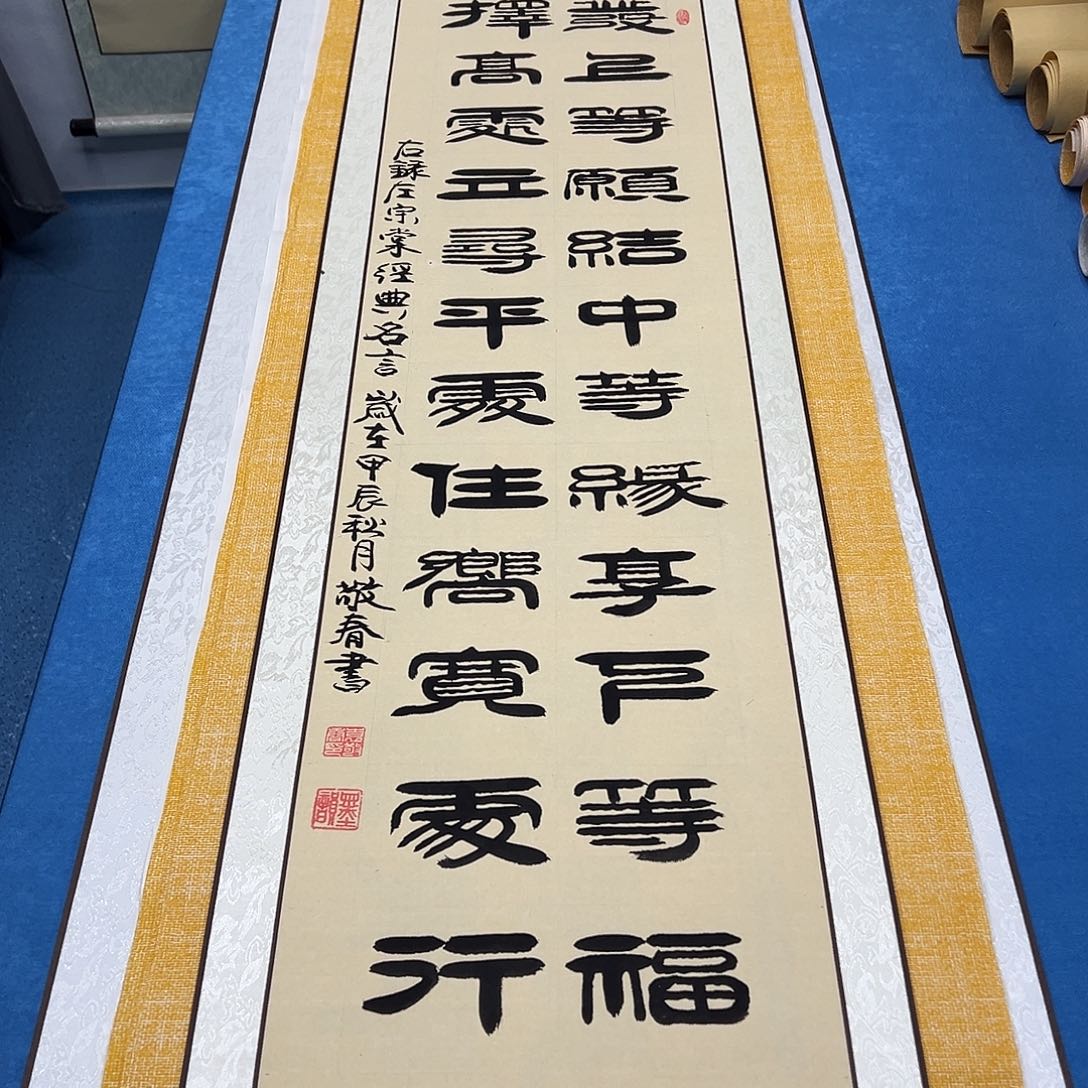 發上等願結中等緣享下等福
擇高處立尋平處住嚮寬處行
右録左宗棠經典名言 歲在甲辰秋月敬春書